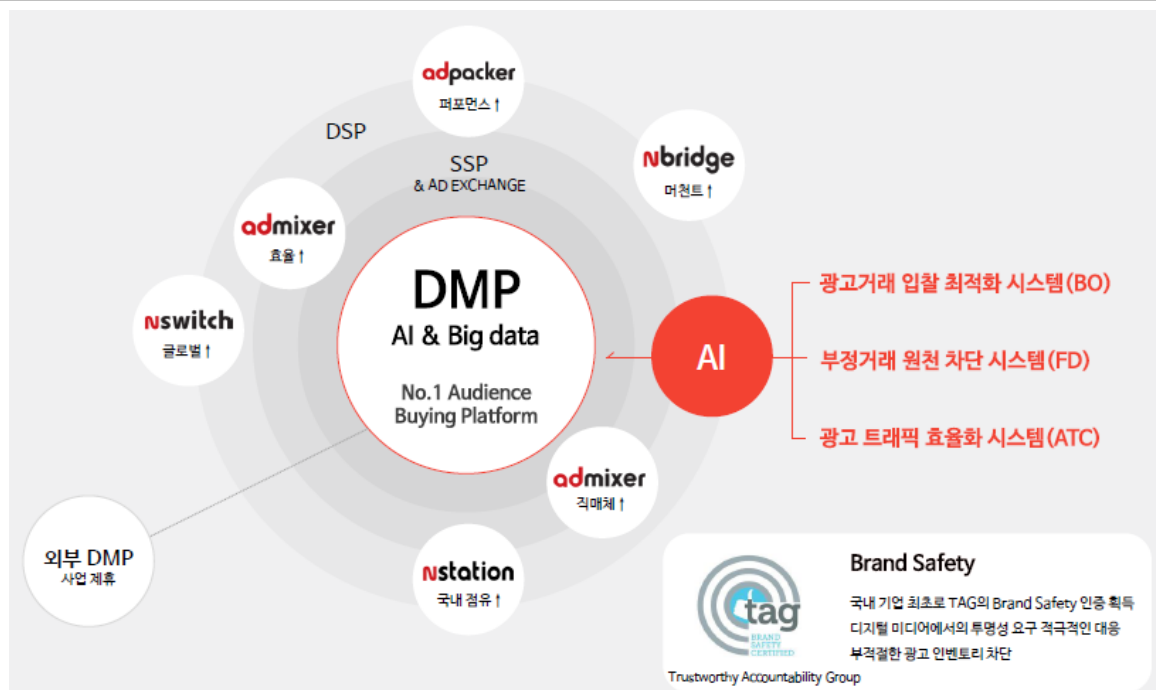 adpacker
퍼포먼스↑
DSP
SSP
& AD EXCHANGE
Nbridge
머천트↑
admixer
효율↑
DMP
AI & Big data
No.1 Audience
Buying Platform
Nswitch
글로벌↑
AI
광고거래 입찰 최적화 시스템(BO)
부정거래 원천 차단 시스템(FD)
광고 트래픽 효율화 시스템(ATC)
admixer
직매체↑
외부 DMP
사업 제휴
Nstation
국내 점유↑
tag
BRAND
SAFETY
CERTIFIED
Trustworthy Accountability Group
Brand Safety
국내 기업 최초로 TAG의 Brand Safety 인증 획득
디지털 미디어에서의 투명성 요구 적극적인 대응
부적절한 광고 인벤토리 차단